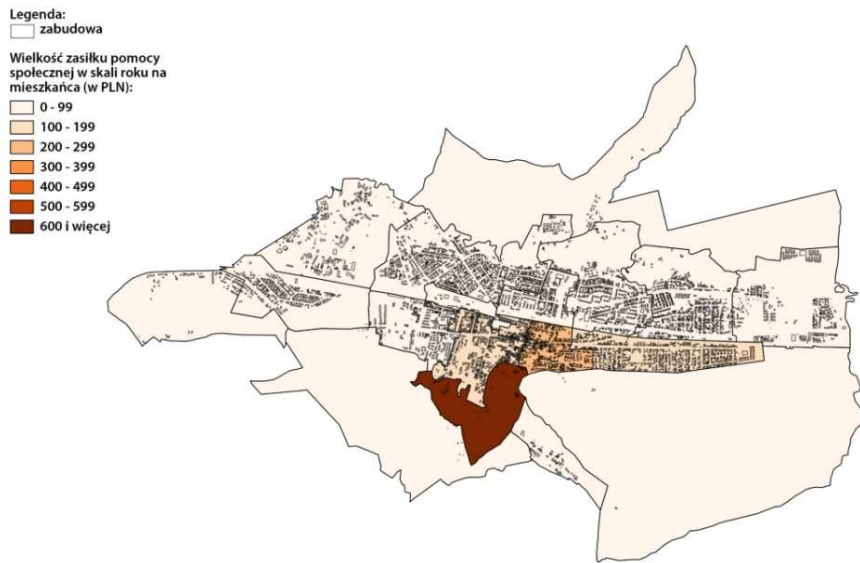 Legenda:
zabudowa
Wielkość zasiłku pomocy
społecznej w skali roku na
mieszkańca (w PLN):
0 - 99
100 - 199
200 - 299
300 - 399
400 - 499
500 - 599
600 i więcej